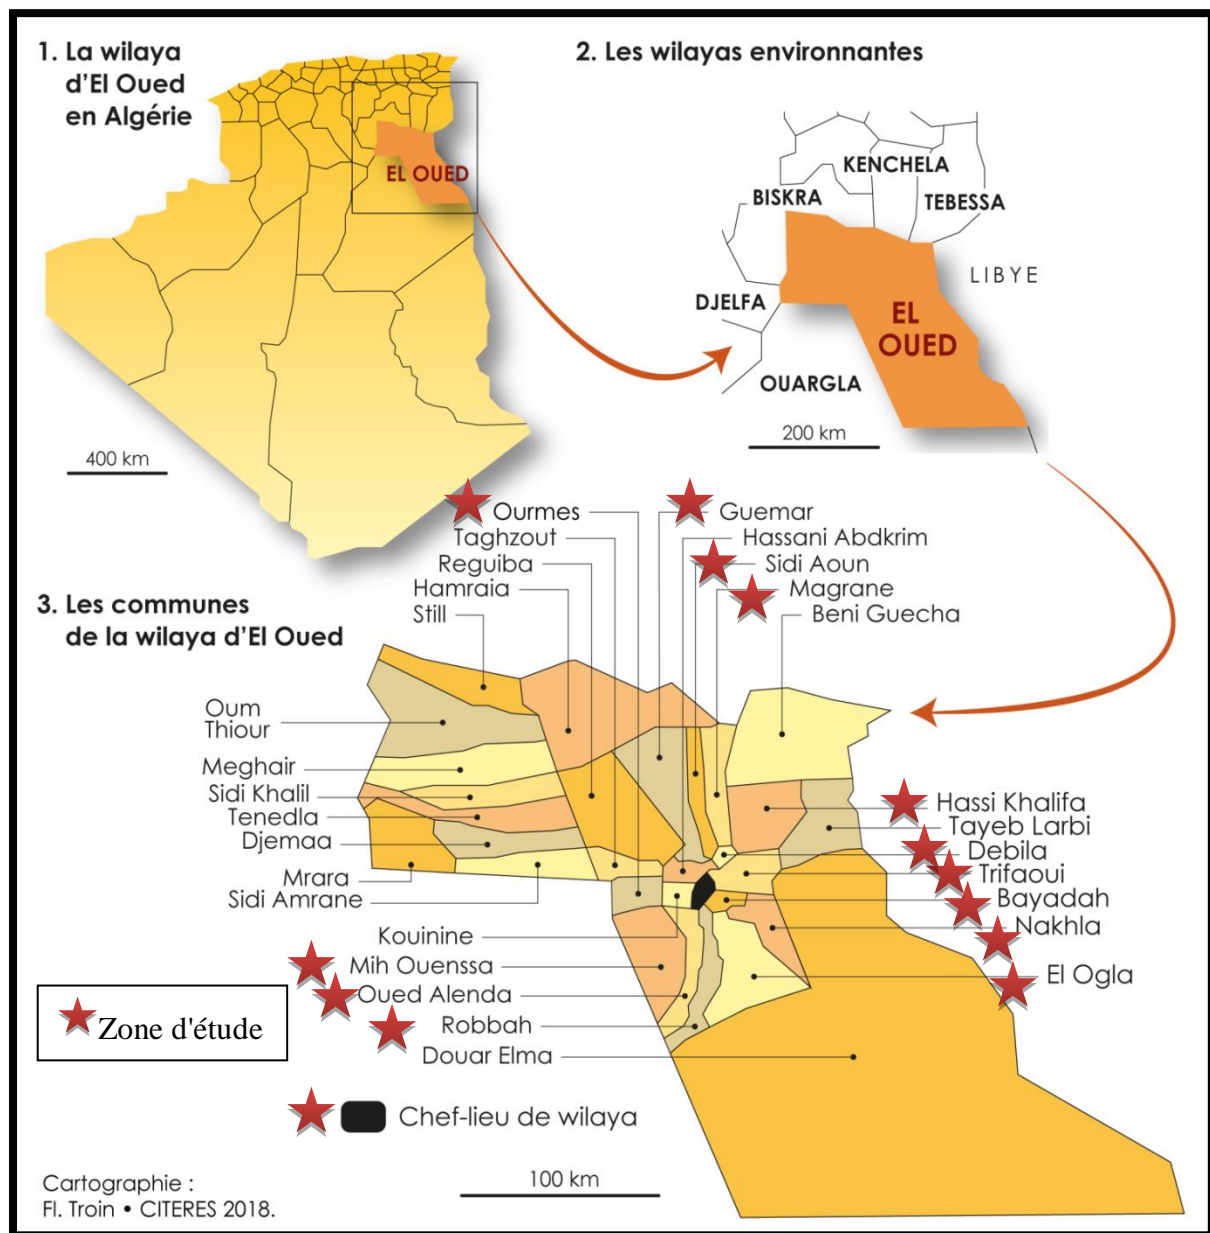 1. La wilaya
d'El Oued
en Algérie
EL OUED
400 km
2. Les wilayas environnantes
KENCHELA
BISKRA
TEBESSA
LIBYE
DJELFA
EL
OUED
OUARGLA
200 km
3. Les communes
de la wilaya d'El Oued
Ourmes
Taghzout
Reguiba
Hamraia
Still
Guemar
Hassani Abdkrim
Sidi Aoun
Magrane
Beni Guecha
Oum
Thiour
Meghair
Sidi Khalil
Tenedla
Djemaa
Mrara
Sidi Amrane
Hassi Khalifa
Tayeb Larbi
Debila
Trifaoui
Bayadah
Nakhla
El Ogla
Kouinine
Mih Ouenssa
Oued Alenda
Robbah
Douar Elma
Zone d'étude
Chef-lieu de wilaya
100 km
Cartographie :
Fl. Troin • CITERES 2018.